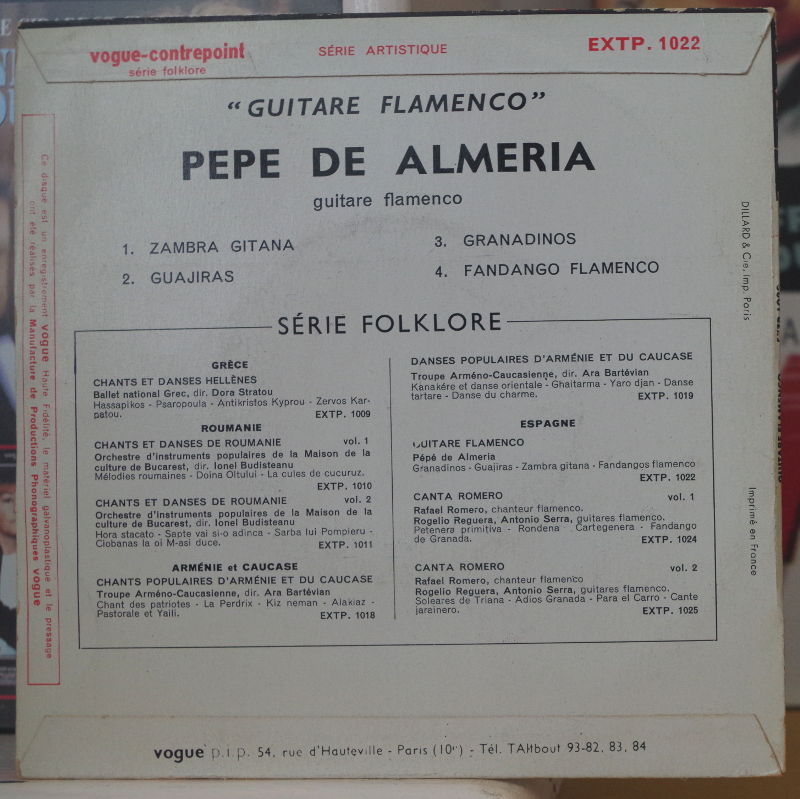 vogue-contrepoint
série folklore
SÉRIE ARTISTIQUE
EXTP. 1022
“GUITARE FLAMENCO”
PEPE DE ALMERIA
guitare flamenco
1. ZAMBRA GITANA
2. GUAJIRAS
3. GRANADINOS
4. FANDANGO FLAMENCO
SÉRIE FOLKLORE
GRÈCE
CHANTS ET DANSES HELLÈNES
Ballet national Grec, dir. Dora Stratou
Hassapikos - Psaropoula - Antikristos Kyprou - Zervos Kar-
patou. EXTP. 1009
ROUMANIE
CHANTS ET DANSES DE ROUMANIE vol. 1
Orchestre d'instruments populaires de la Maison de la
culture de Bucarest, dir. Ionel Budisteanu
Mélodies roumaines - Doina Oltului - La cules de cucuruz.
EXTP. 1010
CHANTS ET DANSES DE ROUMANIE vol. 2
Orchestre d'instruments populaires de la Maison de la
culture de Bucarest, dir. Ionel Budisteanu
Hora stacato - Sapte vai si-o adinca - Sarba lui Pompieru -
Ciobanas la oi M-asi duce. EXTP. 1011
ARMÉNIE et CAUCASE
CHANTS POPULAIRES D'ARMÉNIE ET DU CAUCASE
Troupe Arméno-Caucasienne, dir. Ara Bartévian
Chant des patriotes - La Perdrix - Kiz neman - Alakiaz -
Pastorale et Yaili. EXTP. 1018
DANSES POPULAIRES D'ARMÉNIE ET DU CAUCASE
Troupe Arméno-Caucasienne, dir. Ara Bartévian
Kanakére et danse orientale - Ghaitarma - Yaro djan - Danse
tartare - Danse du charme. EXTP. 1019
ESPAGNE
GUITARE FLAMENCO
Pépé de Almeria
Granadinos - Guajiras - Zambra gitana - Fandangos flamenco
EXTP. 1022
CANTA ROMERO vol. 1
Rafael Romero, chanteur flamenco.
Rogelio Reguera, Antonio Serra, guitares flamenco.
Petenera primitiva - Rondena - Cartegenera - Fandango
de Granada. EXTP. 1024
CANTA ROMERO vol. 2
Rafael Romero, chanteur flamenco
Rogelio Reguera, Antonio Serra, guitares flamenco.
Soleares de Triana - Adios Granada - Para el Carro - Cante
jarainero. EXTP. 1025
Ce disque est un enregistrement vogue Haute Fidélité, le matériel galvanoplastique et le pressage
ont été réalisés par la Manufacture de Productions Phonographiques vogue
DILLARD & Cie, imp. Paris
Imprimé en France
vogue p.i.p. 54, rue d'Hauteville - Paris (10e) - Tél. TAItbout 93-82, 83, 84